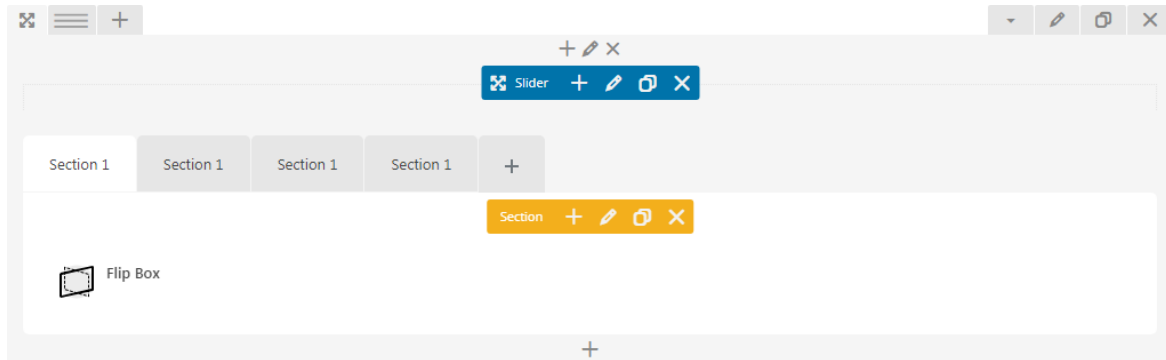 Slider
Section 1 Section 1 Section 1 Section 1
Section
Flip Box